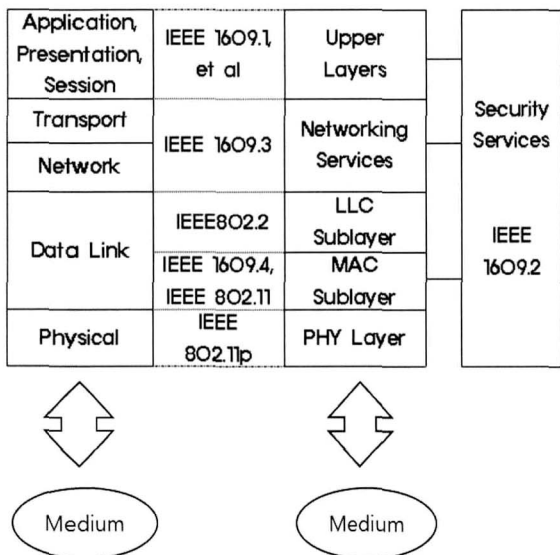 Application,
Presentation,
Session
IEEE 1609.1,
et al
Upper
Layers
Transport
Network
IEEE 1609.3
Networking
Services
Security
Services
IEEE
1609.2
Data Link
IEEE802.2
LLC
Sublayer
IEEE 1609.4,
IEEE 802.11
MAC
Sublayer
Physical
IEEE
802.11p
PHY Layer
Medium
Medium